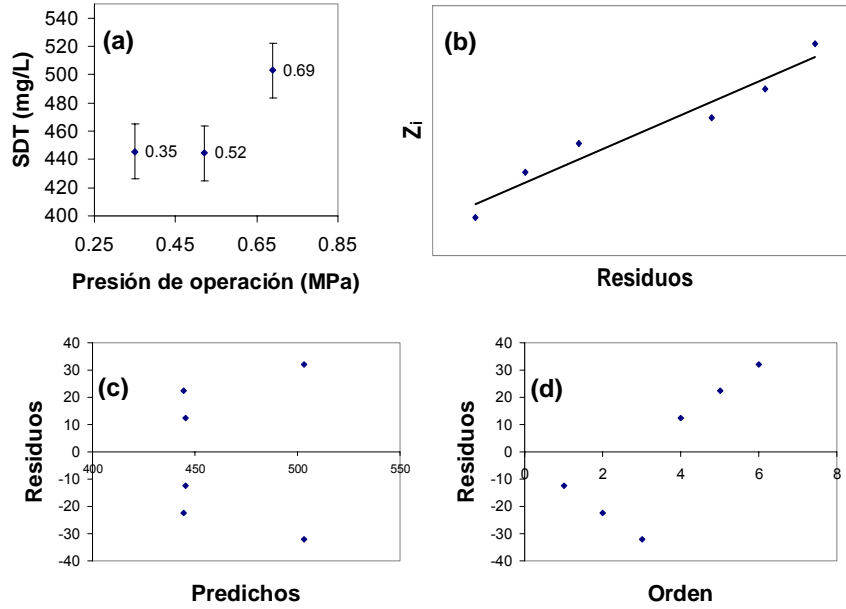 (a)
SDT (mg/L)
540
520
500
480
460
440
420
400
0.35
0.52
0.69
0.25 0.45 0.65 0.85
Presión de operación (MPa)
(b)
Zi
Residuos
(c)
Residuos
40
30
20
10
0
-10
-20
-30
-40
400 450 500 550
Predichos
(d)
Residuos
40
30
20
10
0
-10
-20
-30
-40
0 2 4 6 8
Orden